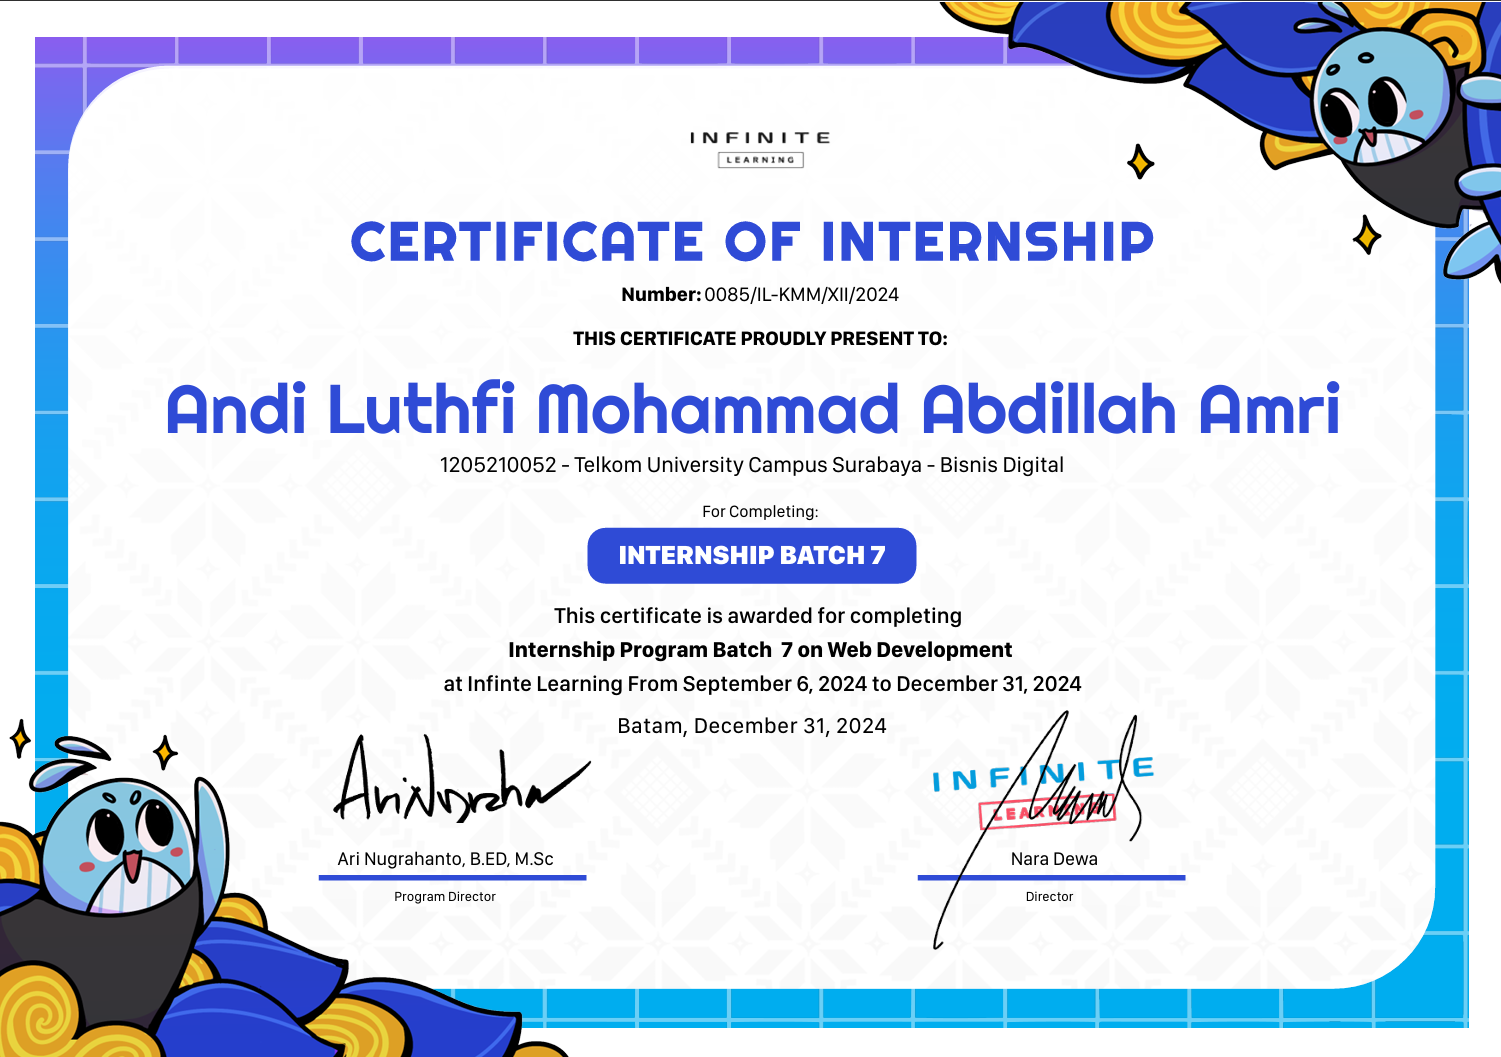 INFINITE
LEARNING
CERTIFICATE OF INTERNSHIP
Number: 0085/IL-KMM/XII/2024
THIS CERTIFICATE PROUDLY PRESENT TO:
Andi Luthfi Mohammad Abdillah Amri
1205210052 - Telkom University Campus Surabaya - Bisnis Digital
For Completing:
INTERNSHIP BATCH 7
This certificate is awarded for completing
Internship Program Batch 7 on Web Development
at Infinte Learning From September 6, 2024 to December 31, 2024
Batam, December 31, 2024
AriNugraha
Ari Nugrahanto, B.ED, M.Sc
Program Director
INFINITE
LEARNING
Nara Dewa
Director